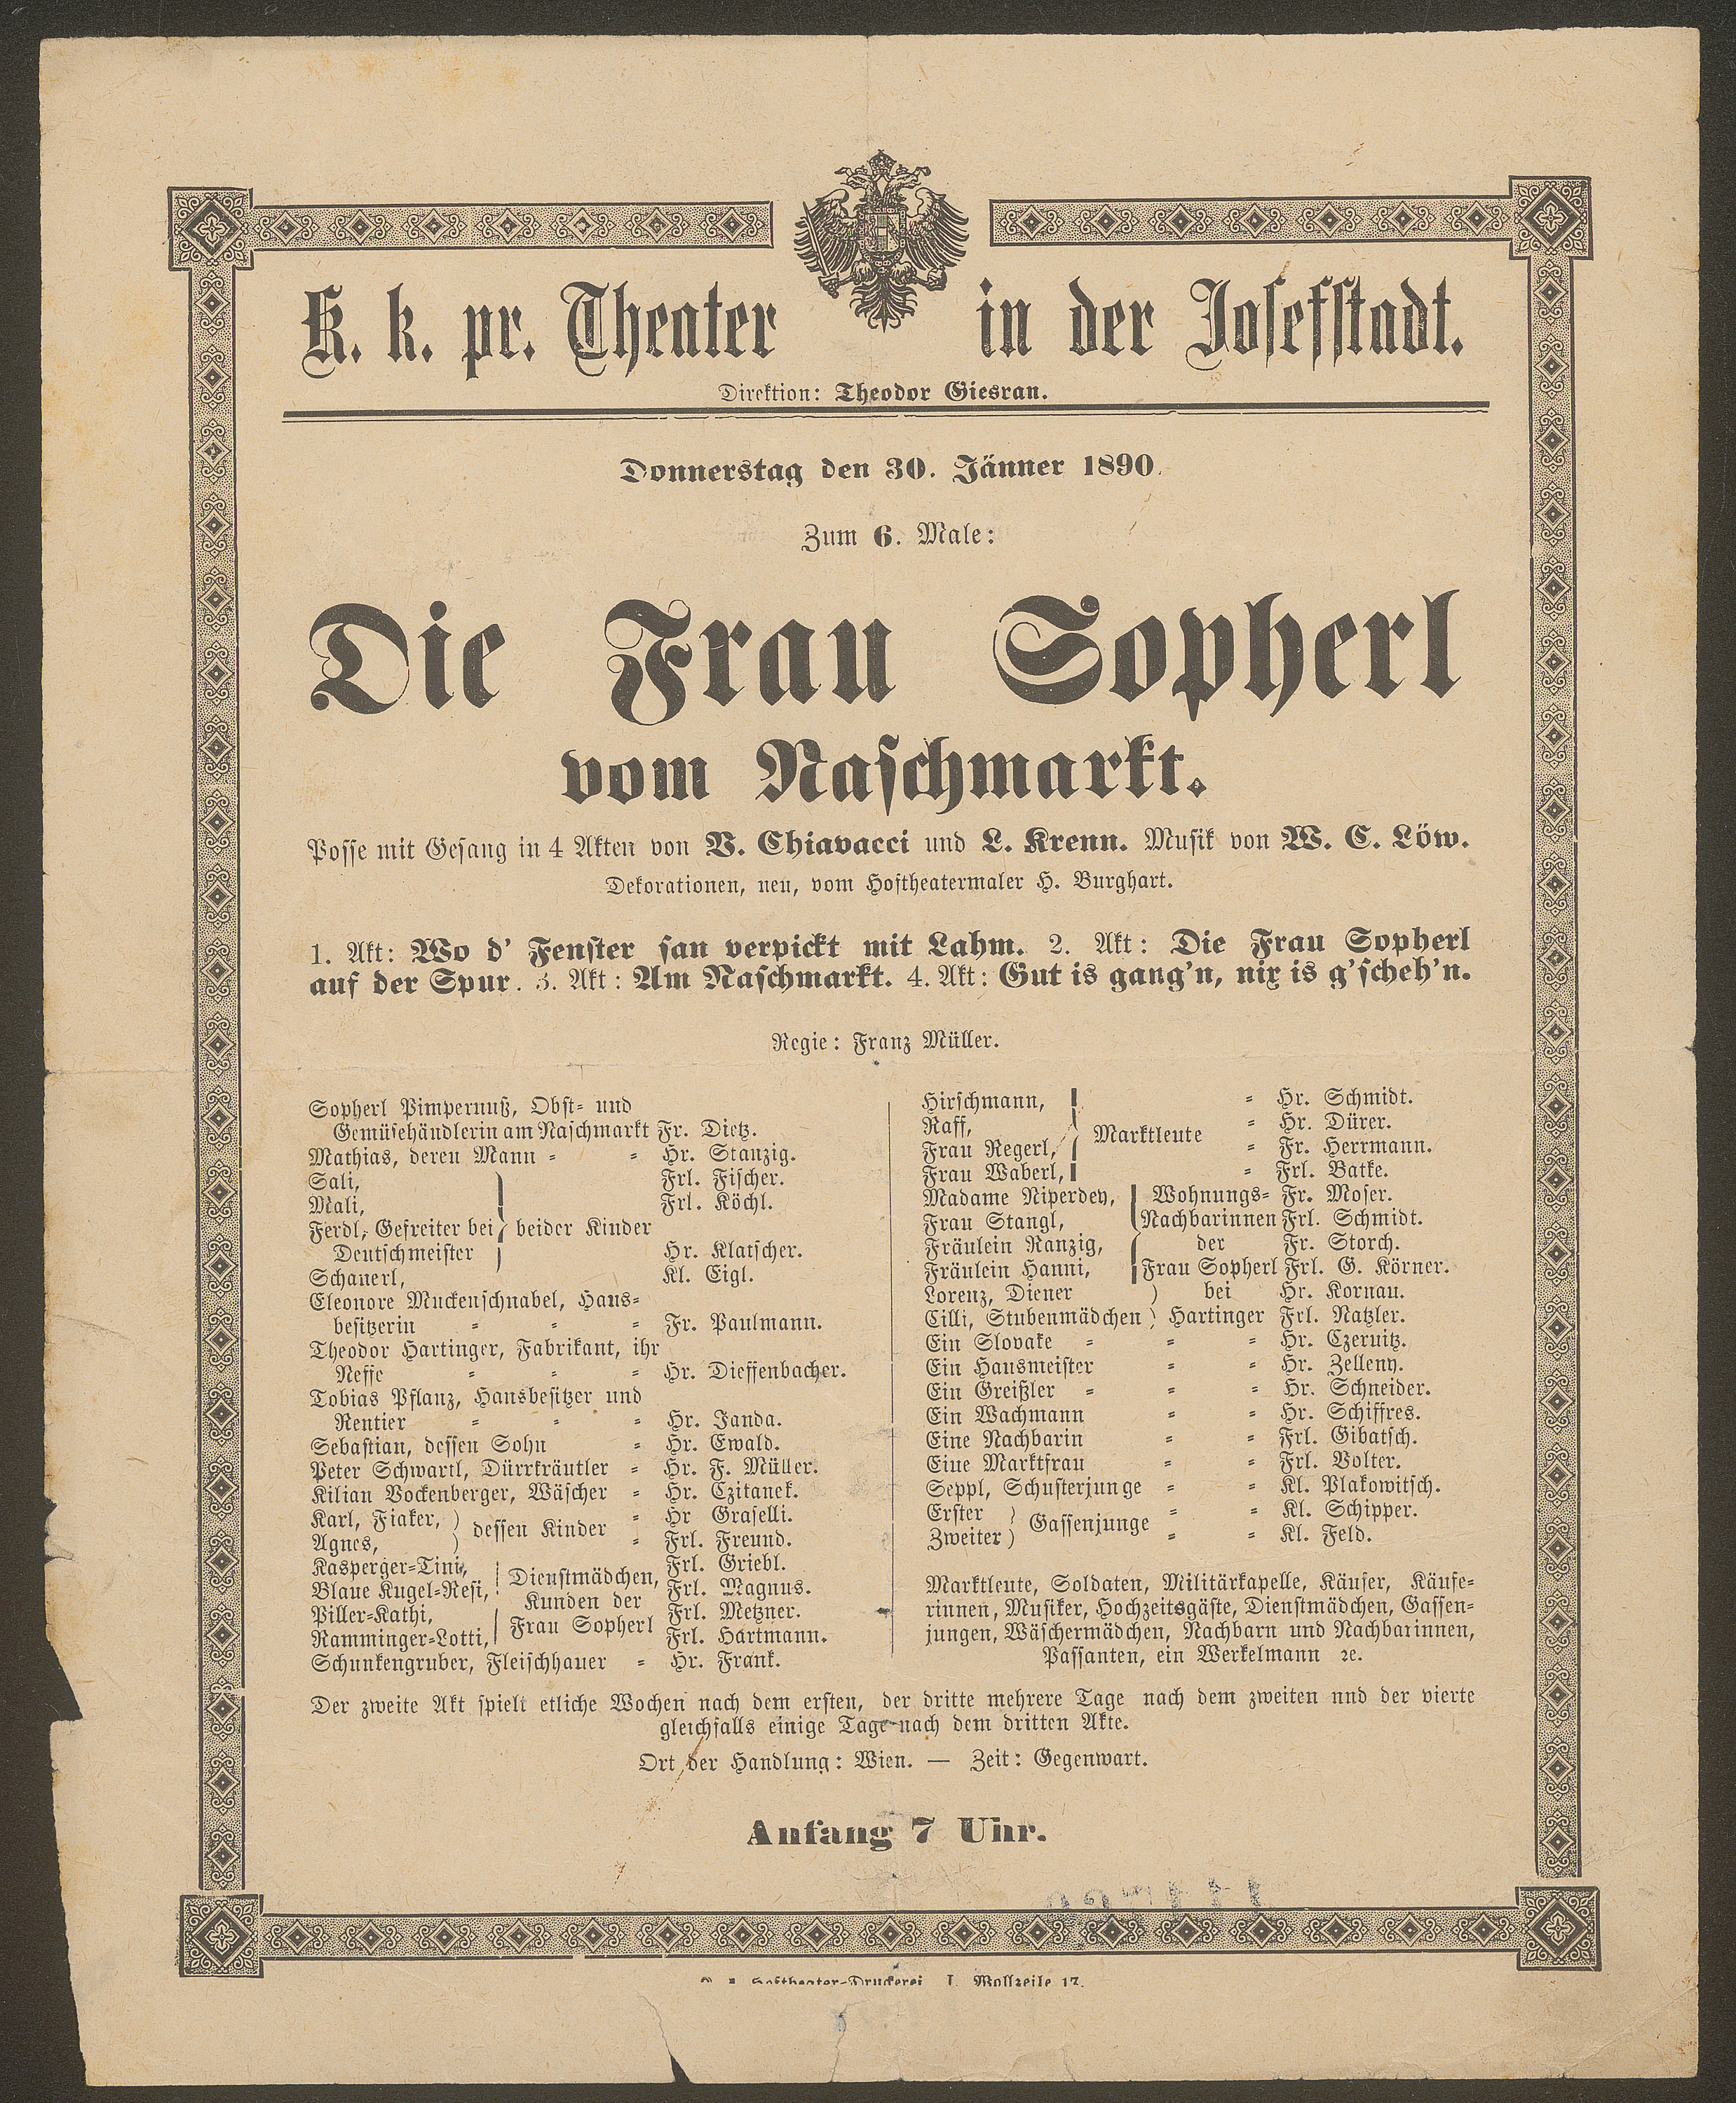 K. k. pr. Theater in der Josefstadt.
Direktion: Theodor Giesrau.
Donnerstag den 30. Jänner 1890.
Zum 6. Male:
Die Frau Sopherl
vom Naschmarkt.
Posse mit Gesang in 4 Akten von V. Chiavacci und L. Krenn. Musik von W. C. Löw.
Dekorationen, neu, vom Hoftheatermaler H. Burghart.
1. Akt: Wo d' Fenster san verpickt mit Lahm. 2. Akt: Die Frau Sopherl
auf der Spur. 3. Akt: Am Naschmarkt. 4. Akt: Gut is gang'n, nix is g'scheh'n.
Regie: Franz Müller.
Sopherl Pimpernuß, Obst- und
Gemüsehändlerin am Naschmarkt Fr. Dietz.
Mathias, deren Mann - - Hr. Stanzig.
Sali, Frl. Fischer.
Mali, Frl. Köchl.
Ferdl, Gefreiter bei beider Kinder
Deutschmeister Hr. Klatscher.
Schauerl, Kl. Eigl.
Eleonore Muckenschnabel, Haus-
besitzerin - - - Fr. Paulmann.
Theodor Hartinger, Fabrikant, ihr
Neffe - - - Hr. Dieffenbacher.
Tobias Pflanz, Hausbesitzer und
Rentier - - - Hr. Janda.
Sebastian, dessen Sohn - Hr. Ewald.
Peter Schwartl, Dürrkräutler - Hr. F. Müller.
Kilian Vockenberger, Wäscher - Hr. Czitanek.
Karl, Fiaker, dessen Kinder - Hr Graselli.
Agnes, - Frl. Freund.
Kasperger-Tini, Dienstmädchen, Frl. Griebl.
Blaue Kugel-Resi, Kunden der Frl. Magnus.
Piller-Kathi, Frau Sopherl Frl. Metzner.
Ramminger-Lotti, Frl. Hartmann.
Schunkengruber, Fleischhauer - Hr. Frank.
Hirschmann, - Hr. Schmidt.
Raff, Marktleute - Hr. Dürer.
Frau Regerl, - Fr. Herrmann.
Frau Waberl, - Frl. Batke.
Madame Niperdey, Wohnungs- Fr. Moser.
Frau Stangl, Nachbarinnen Frl. Schmidt.
Fräulein Ranzig, der Fr. Storch.
Fräulein Hanni, Frau Sopherl Frl. G. Körner.
Lorenz, Diener bei Hr. Kornau.
Cilli, Stubenmädchen Hartinger Frl. Natzler.
Ein Slovake - - - Hr. Czernitz.
Ein Hausmeister - - Hr. Zelleny.
Ein Greißler - - - Hr. Schneider.
Ein Wachmann - - Hr. Schiffres.
Eine Nachbarin - - Frl. Gibatsch.
Eine Marktfrau - - Frl. Volter.
Seppl, Schusterjunge - - Kl. Plakowitsch.
Erster Gassenjunge - - Kl. Schipper.
Zweiter - - Kl. Feld.
Marktleute, Soldaten, Militärkapelle, Käufer, Käufe-
rinnen, Musiker, Hochzeitsgäste, Dienstmädchen, Gassen-
jungen, Wäschermädchen, Nachbarn und Nachbarinnen,
Passanten, ein Werkelmann ꝛc.
Der zweite Akt spielt etliche Wochen nach dem ersten, der dritte mehrere Tage nach dem zweiten und der vierte
gleichfalls einige Tage nach dem dritten Akte.
Ort der Handlung: Wien. — Zeit: Gegenwart.
Anfang 7 Uhr.
Hoftheater-Druckerei I. Wollzeile 17.